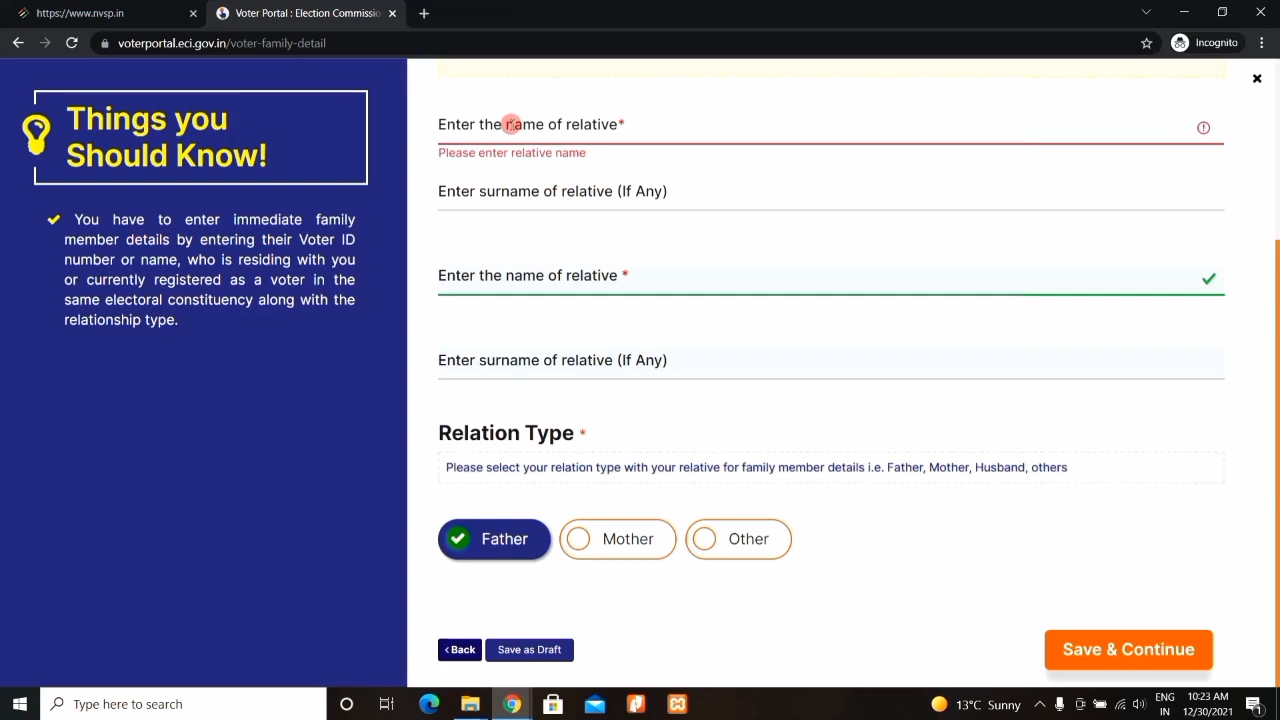 https://www.nvsp.in
Voter Portal : Election Commissio
voterportal.eci.gov.in/voter-family-detail
Incognito
Things you
Should Know!
You have to enter immediate family
member details by entering their Voter ID
number or name, who is residing with you
or currently registered as a voter in the
same electoral constituency along with the
relationship type.
Enter the name of relative*
Please enter relative name
Enter surname of relative (If Any)
Enter the name of relative *
Enter surname of relative (If Any)
Relation Type *
Please select your relation type with your relative for family member details i.e. Father, Mother, Husband, others
Father
Mother
Other
< Back
Save as Draft
Save & Continue
Type here to search
13°C Sunny
ENG
IN
10:23 AM
12/30/2021
1